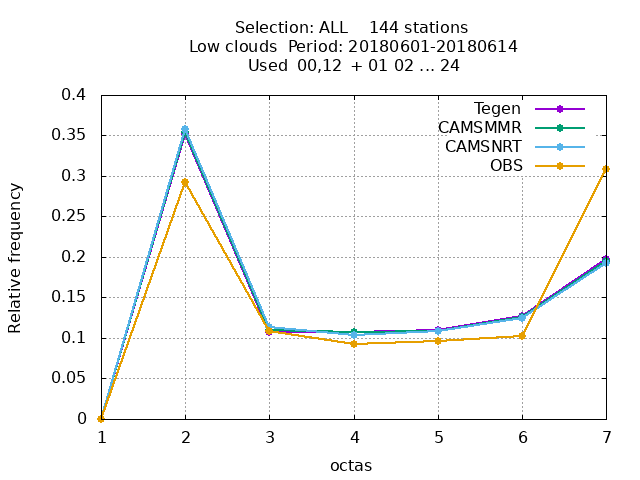 Selection: ALL    144 stations
Low clouds  Period: 20180601-20180614
Used  00,12  + 01 02 ... 24
Tegen
CAMSMMR
CAMSNRT
OBS
0.4
0.35
0.3
0.25
0.2
0.15
0.1
0.05
0
Relative frequency
1 2 3 4 5 6 7
octas